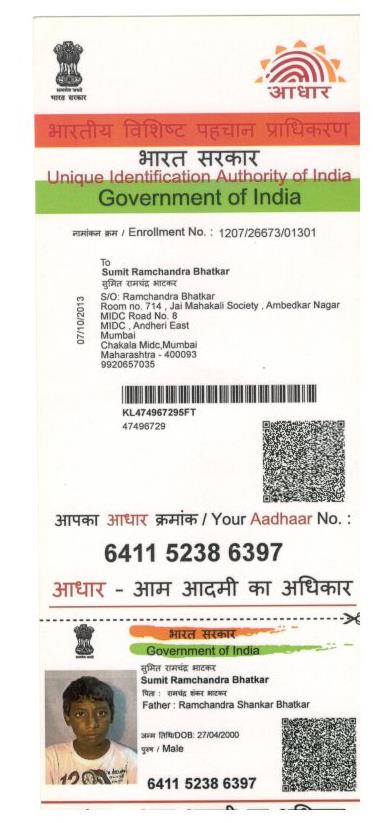 सत्यमेव जयते
भारत सरकार
आधार
भारतीय विशिष्ट पहचान प्राधिकरण
भारत सरकार
Unique Identification Authority of India
Government of India
नामांकन क्रम / Enrollment No. : 1207/26673/01301
07/10/2013
To
Sumit Ramchandra Bhatkar
सुमित रामचंद्र भाटकर
S/O: Ramchandra Bhatkar
Room no. 714 , Jai Mahakali Society , Ambedkar Nagar
MIDC Road No. 8
MIDC , Andheri East
Mumbai
Chakala Midc,Mumbai
Maharashtra - 400093
9920657035
KL474967295FT
47496729
आपका आधार क्रमांक / Your Aadhaar No. :
6411 5238 6397
आधार - आम आदमी का अधिकार
भारत सरकार
Government of India
सुमित रामचंद्र भाटकर
Sumit Ramchandra Bhatkar
पिता : रामचंद्र शंकर भाटकर
Father : Ramchandra Shankar Bhatkar
जन्म तिथि/DOB: 27/04/2000
पुरुष / Male
6411 5238 6397